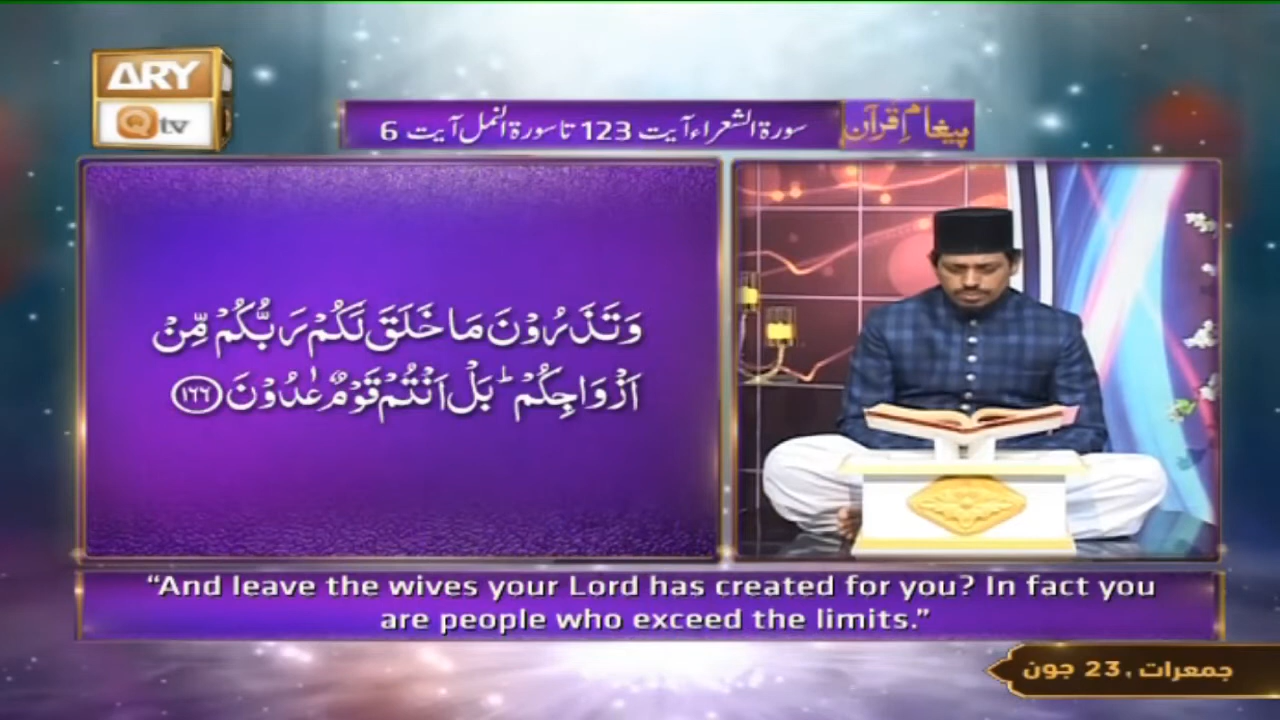 ARY
Qtv
پیغامِ قرآن
سورۃ الشعراء آیت 123 تا سورۃ النمل آیت 6
وَتَذَرُوۡنَ مَا خَلَقَ لَكُمۡ رَبُّكُمۡ مِّنۡ
اَزۡوَاجِكُمۡ ؕ بَلۡ اَنۡتُمۡ قَوۡمٌ عٰدُوۡنَ ﴿۱۶۶﴾
“And leave the wives your Lord has created for you? In fact you
are people who exceed the limits.”
جمعرات، 23 جون